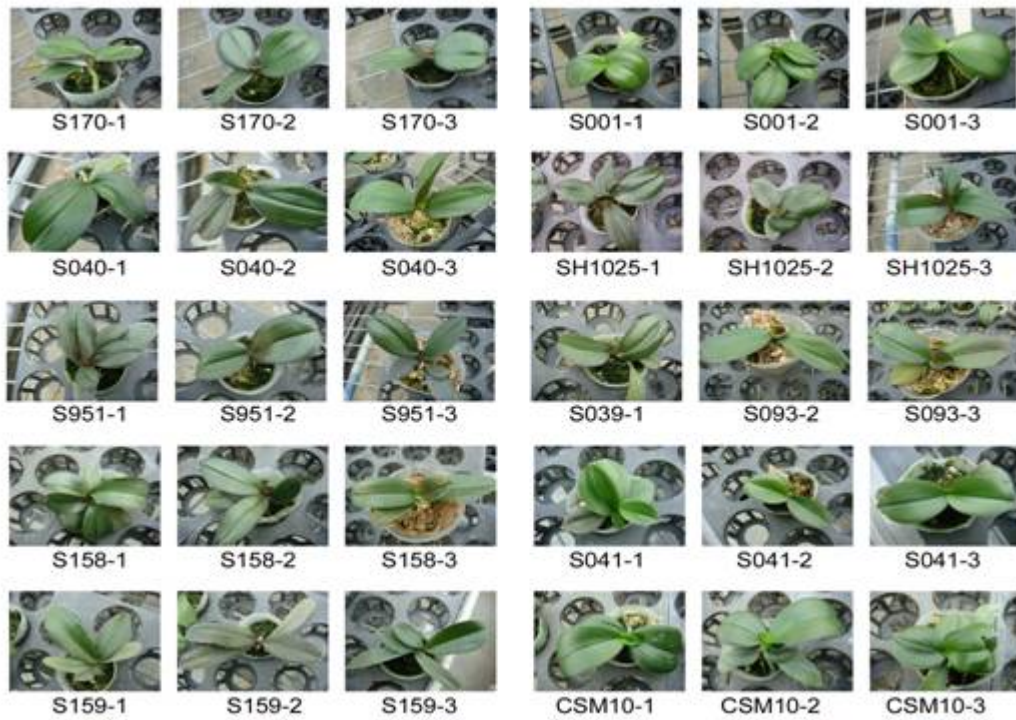 S170-1 S170-2 S170-3 S001-1 S001-2 S001-3
S040-1 S040-2 S040-3 SH1025-1 SH1025-2 SH1025-3
S951-1 S951-2 S951-3 S039-1 S093-2 S093-3
S158-1 S158-2 S158-3 S041-1 S041-2 S041-3
S159-1 S159-2 S159-3 CSM10-1 CSM10-2 CSM10-3